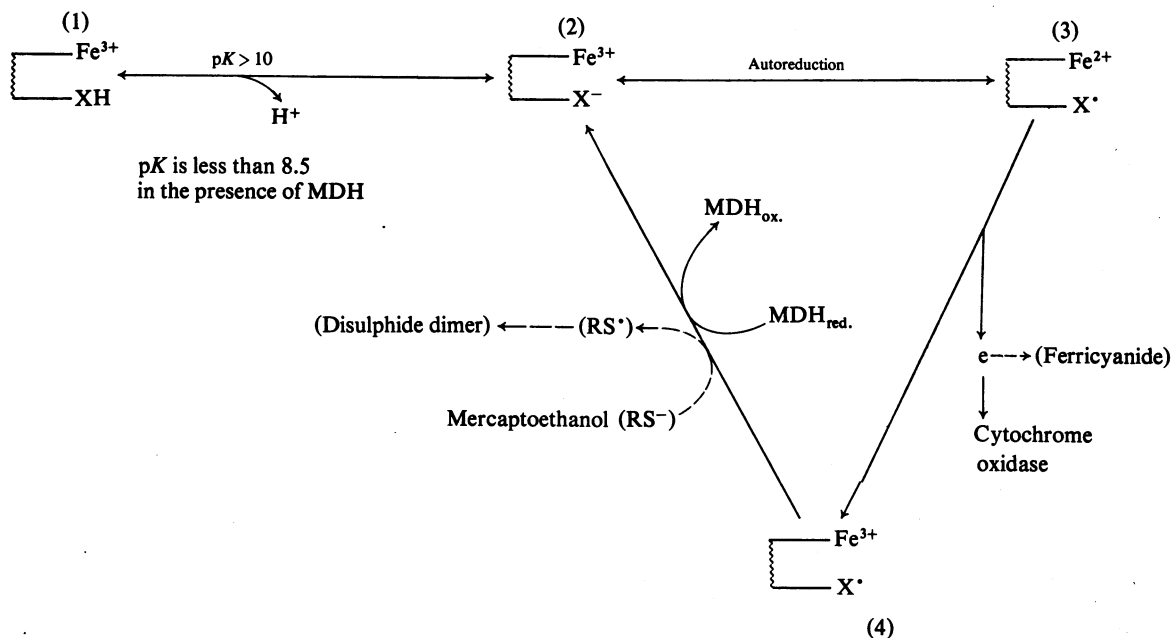 (1)
Fe³⁺
XH
pK > 10
H⁺
pK is less than 8.5
in the presence of MDH
(2)
Fe³⁺
X⁻
Autoreduction
(3)
Fe²⁺
X•
MDHox.
MDHred.
(Disulphide dimer)
(RS•)
Mercaptoethanol (RS⁻)
e
(Ferricyanide)
Cytochrome
oxidase
Fe³⁺
X•
(4)